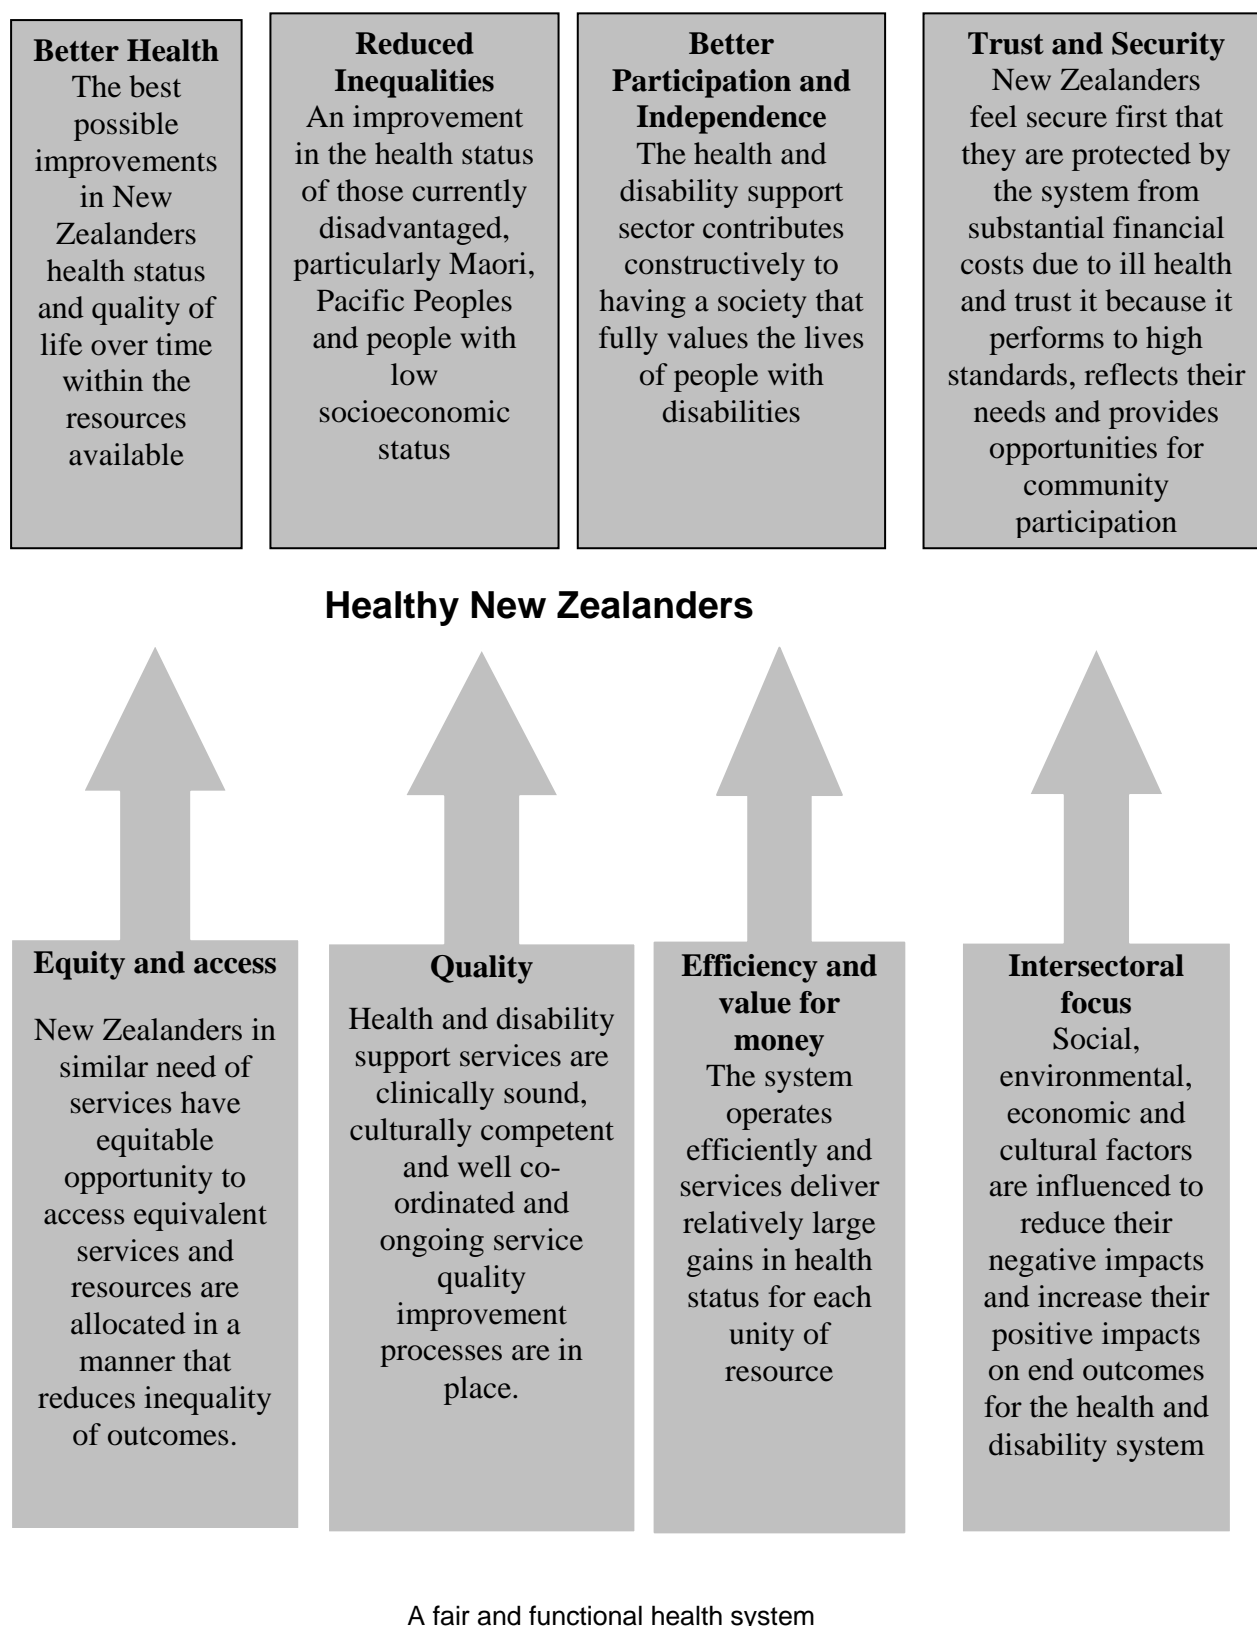 Better Health
The best
possible
improvements
in New
Zealanders
health status
and quality of
life over time
within the
resources
available
Reduced
Inequalities
An improvement
in the health status
of those currently
disadvantaged,
particularly Maori,
Pacific Peoples
and people with
low
socioeconomic
status
Better
Participation and
Independence
The health and
disability support
sector contributes
constructively to
having a society that
fully values the lives
of people with
disabilities
Trust and Security
New Zealanders
feel secure first that
they are protected by
the system from
substantial financial
costs due to ill health
and trust it because it
performs to high
standards, reflects their
needs and provides
opportunities for
community
participation
Healthy New Zealanders
Equity and access
New Zealanders in
similar need of
services have
equitable
opportunity to
access equivalent
services and
resources are
allocated in a
manner that
reduces inequality
of outcomes.
Quality
Health and disability
support services are
clinically sound,
culturally competent
and well co-
ordinated and
ongoing service
quality
improvement
processes are in
place.
Efficiency and
value for
money
The system
operates
efficiently and
services deliver
relatively large
gains in health
status for each
unity of
resource
Intersectoral
focus
Social,
environmental,
economic and
cultural factors
are influenced to
reduce their
negative impacts
and increase their
positive impacts
on end outcomes
for the health and
disability system
A fair and functional health system